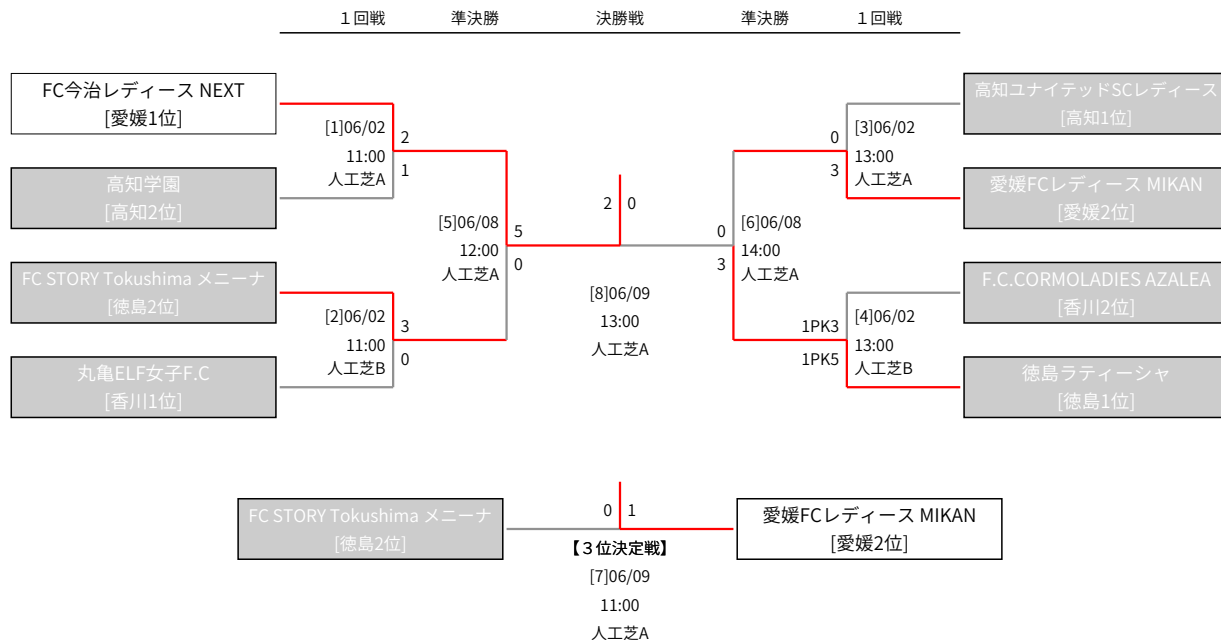 １回戦
準決勝
決勝戦
準決勝
１回戦
FC今治レディース NEXT
[愛媛1位]
高知学園
[高知2位]
FC STORY Tokushima メニーナ
[徳島2位]
丸亀ELF女子F.C
[香川1位]
[1]06/02
11:00
人工芝A
2
1
[2]06/02
11:00
人工芝B
3
0
[5]06/08
12:00
人工芝A
5
0
2
0
[8]06/09
13:00
人工芝A
0
3
[6]06/08
14:00
人工芝A
0
3
[3]06/02
13:00
人工芝A
1PK3
1PK5
[4]06/02
13:00
人工芝B
高知ユナイテッドSCレディース
[高知1位]
愛媛FCレディース MIKAN
[愛媛2位]
F.C.CORMOLADIES AZALEA
[香川2位]
徳島ラティーシャ
[徳島1位]
FC STORY Tokushima メニーナ
[徳島2位]
0
1
愛媛FCレディース MIKAN
[愛媛2位]
【３位決定戦】
[7]06/09
11:00
人工芝A